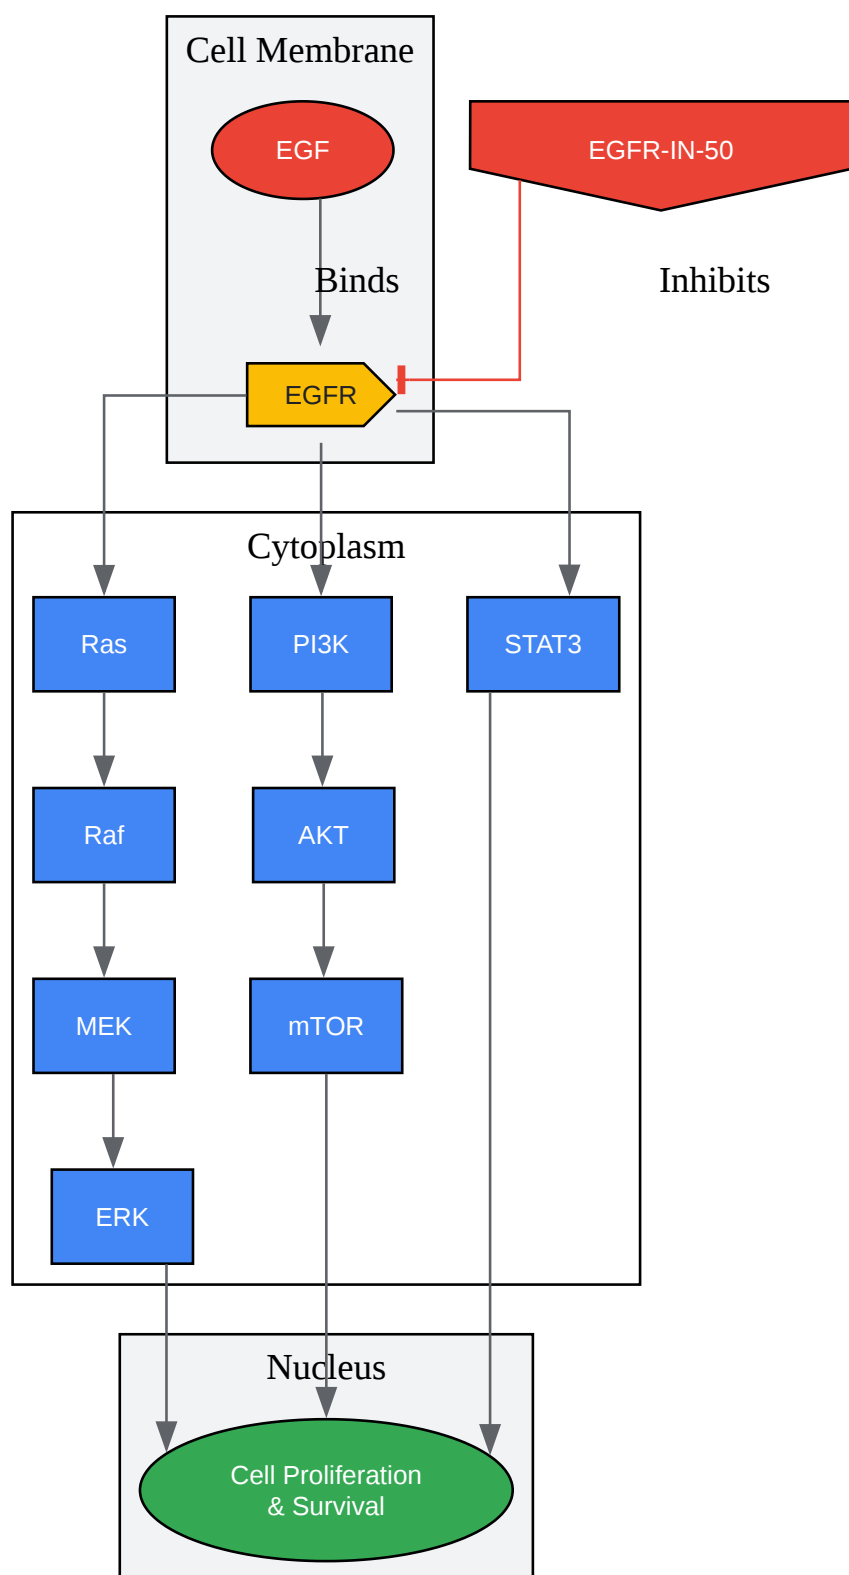 Cell Membrane
EGF
EGFR-IN-50
Binds
Inhibits
EGFR
Cytoplasm
Ras
PI3K
STAT3
Raf
AKT
MEK
mTOR
ERK
Nucleus
Cell Proliferation
& Survival